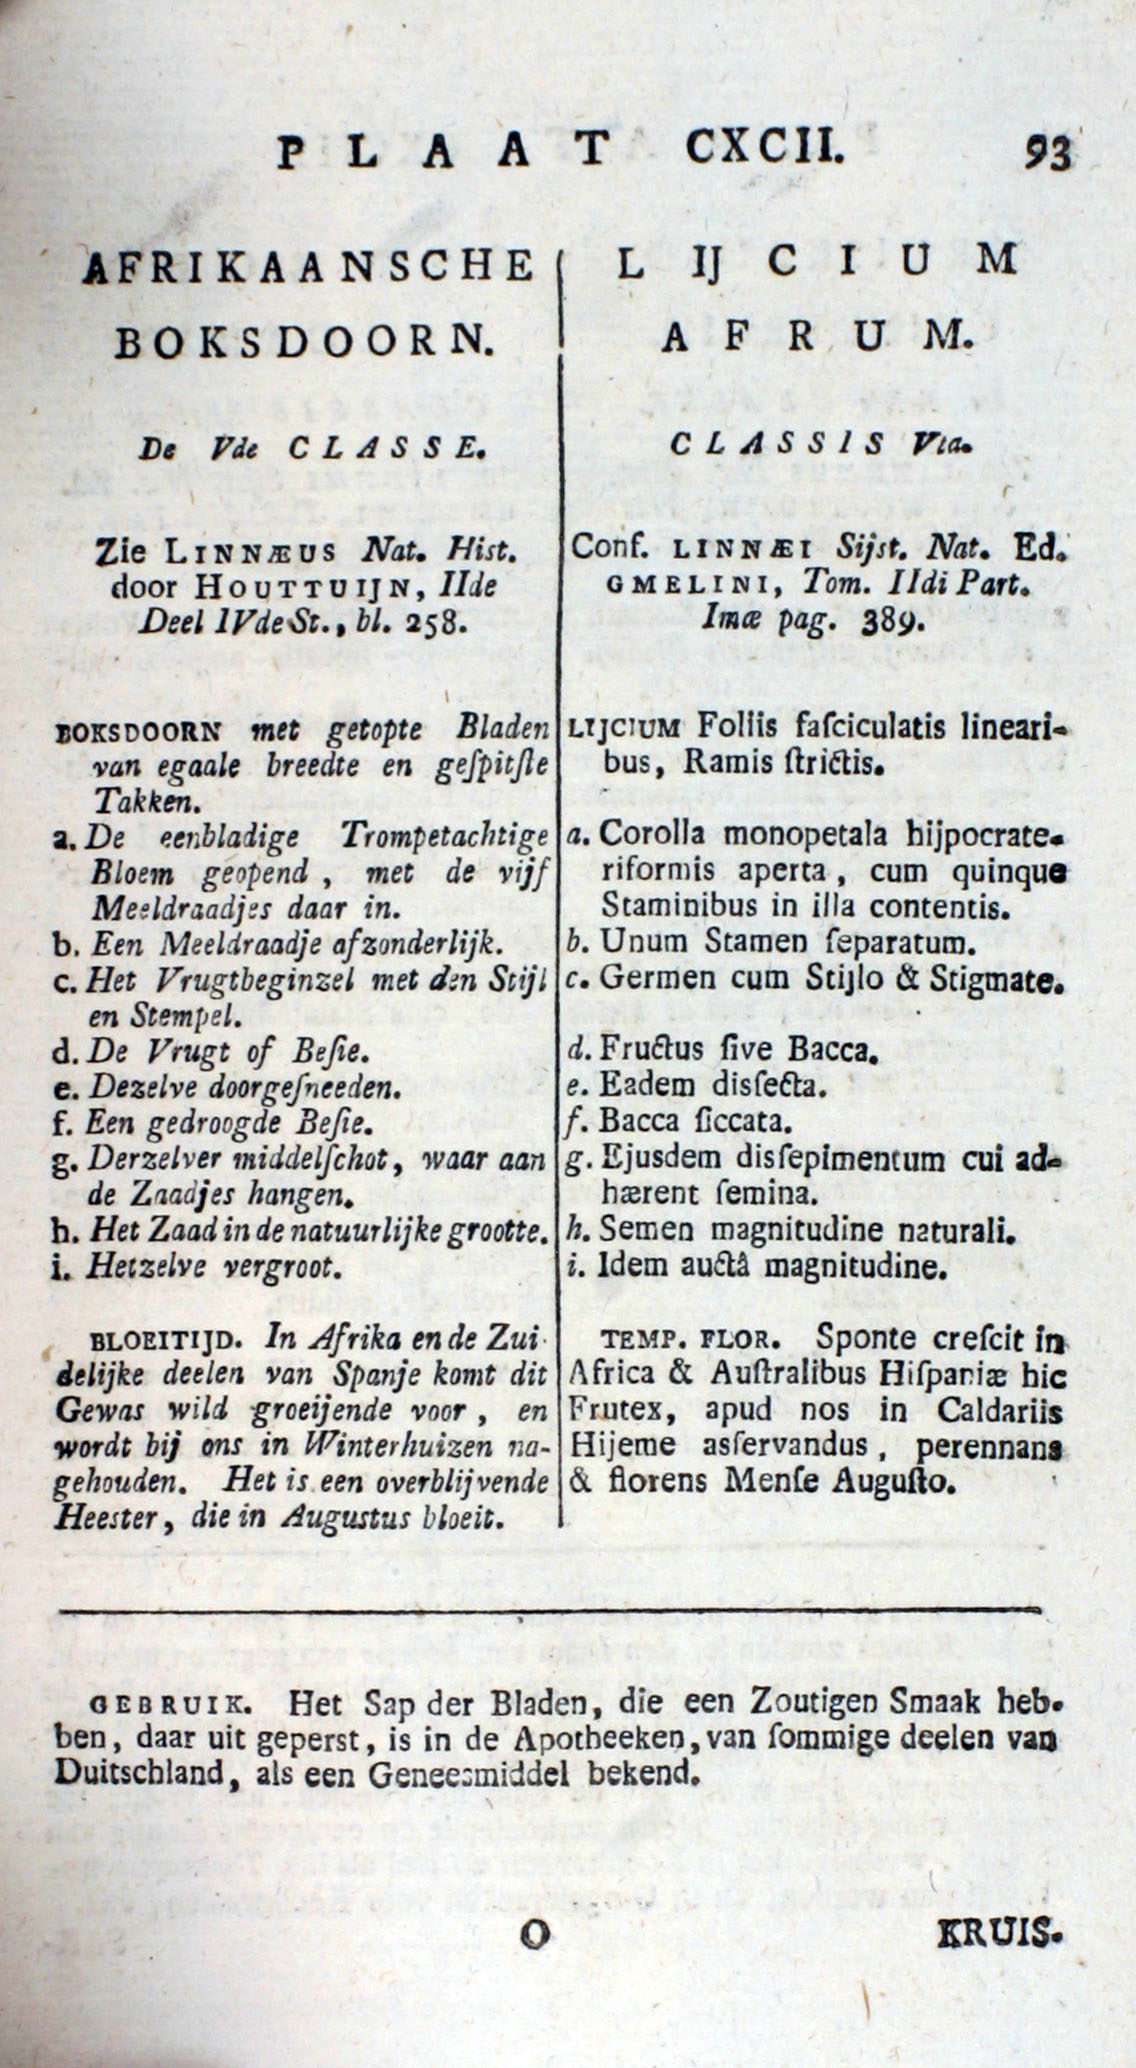 PLAAT CXCII. 93
AFRIKAANSCHE
BOKSDOORN.
De Vde CLASSE.
Zie LINNÆUS Nat. Hist.
door HOUTTUIJN, IIde
Deel IVde St., bl. 258.
BOKSDOORN met getopte Bladen
van egaale breedte en geſpitſte
Takken.
a. De eenbladige Trompetachtige
Bloem geopend, met de vijf
Meeldraadjes daar in.
b. Een Meeldraadje afzonderlijk.
c. Het Vrugtbeginzel met den Stijl
en Stempel.
d. De Vrugt of Beſie.
e. Dezelve doorgeſneeden.
f. Een gedroogde Beſie.
g. Derzelver middelſchot, waar aan
de Zaadjes hangen.
h. Het Zaad in de natuurlijke grootte.
i. Hetzelve vergroot.
BLOEITIJD. In Afrika en de Zui-
delijke deelen van Spanje komt dit
Gewas wild groeijende voor, en
wordt bij ons in Winterhuizen na-
gehouden. Het is een overblijvende
Heester, die in Augustus bloeit.
LIJCIUM
AFRUM.
CLASSIS Vta.
Conf. LINNÆI Sijst. Nat. Ed.
GMELINI, Tom. IIdi Part.
Imæ pag. 389.
LIJCIUM Foliis faſciculatis lineari-
bus, Ramis ſtrictis.
a. Corolla monopetala hijpocrate-
riformis aperta, cum quinque
Staminibus in illa contentis.
b. Unum Stamen ſeparatum.
c. Germen cum Stijlo & Stigmate.
d. Fructus ſive Bacca.
e. Eadem disſecta.
f. Bacca ſiccata.
g. Ejusdem disſepimentum cui ad-
hærent ſemina.
h. Semen magnitudine naturali.
i. Idem auctâ magnitudine.
TEMP. FLOR. Sponte creſcit in
Africa & Auſtralibus Hiſpaniæ hic
Frutex, apud nos in Caldariis
Hijeme asſervandus, perennans
& florens Menſe Auguſto.
GEBRUIK. Het Sap der Bladen, die een Zoutigen Smaak heb-
ben, daar uit geperst, is in de Apotheeken, van ſommige deelen van
Duitschland, als een Geneesmiddel bekend.
O KRUIS-